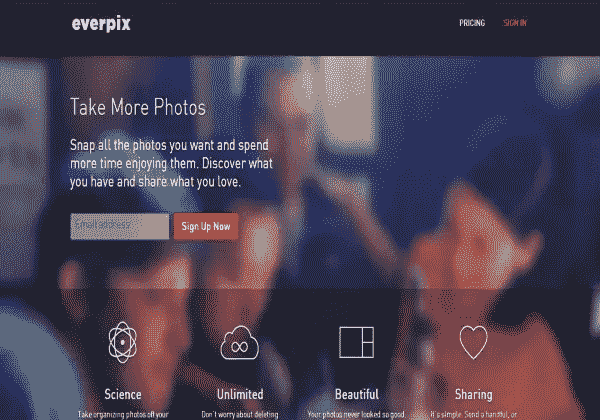 everpix
PRICING
SIGN IN
Take More Photos
Snap all the photos you want and spend
more time enjoying them. Discover what
you have and share what you love.
Email address
Sign Up Now
Science
Unlimited
Beautiful
Sharing
Take organizing photos off your
Don't worry about deleting
Your photos never looked so good.
It's simple. Send a handful, or